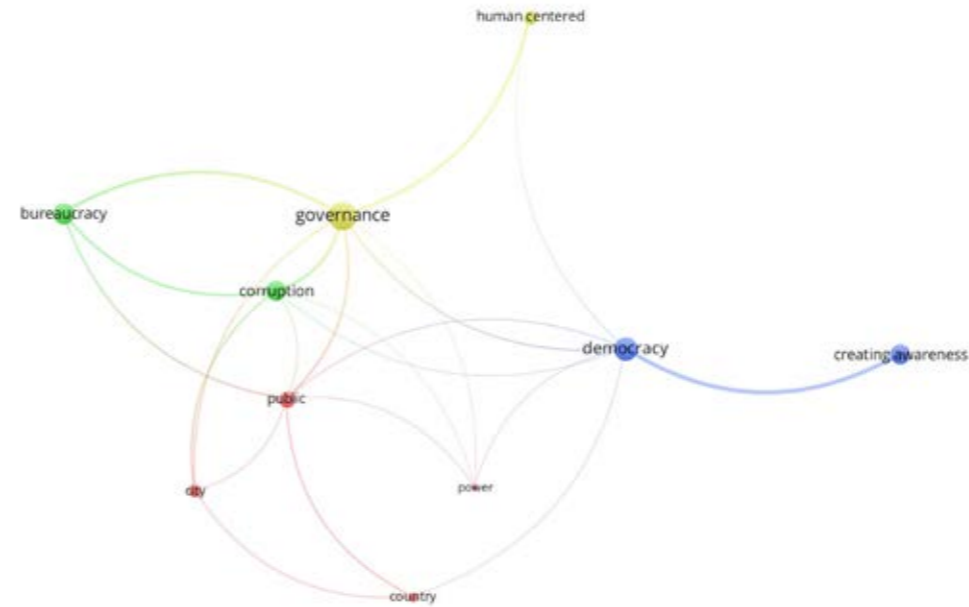 human centered
bureaucracy
governance
corruption
democracy
creating awareness
public
city
power
country